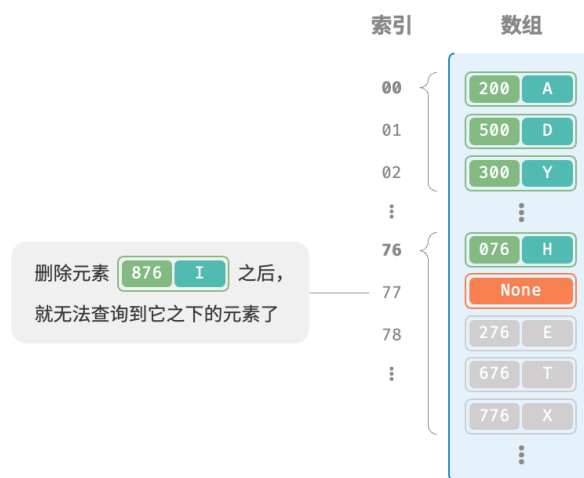 索引 数组
00 200 A
01 500 D
02 300 Y
76 076 H
删除元素 876 I 之后，
77 None
就无法查询到它之下的元素了
78 276 E
676 T
776 X